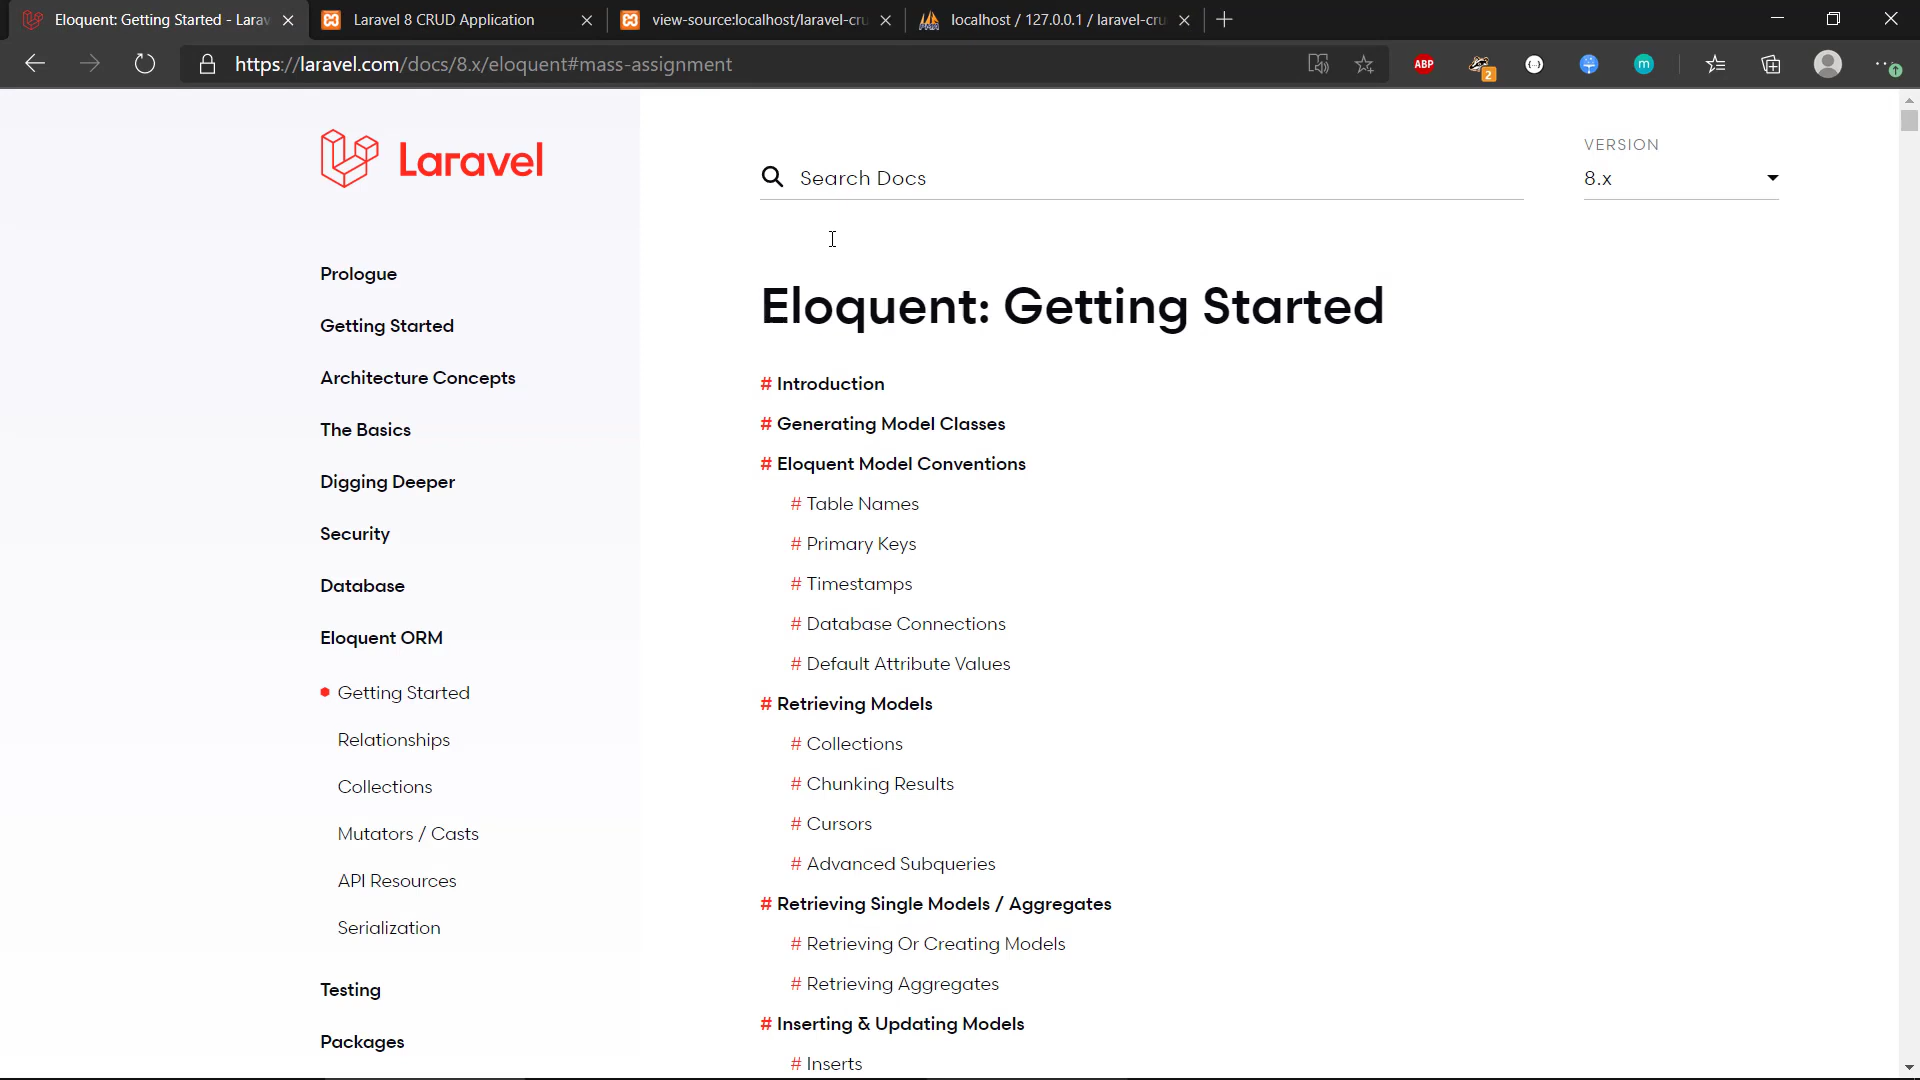 Eloquent: Getting Started - Larav
Laravel 8 CRUD Application
view-source:localhost/laravel-cru
localhost / 127.0.0.1 / laravel-cru
https://laravel.com/docs/8.x/eloquent#mass-assignment
ABP
2
m
Laravel
Search Docs
VERSION
8.x
Prologue
Getting Started
Architecture Concepts
The Basics
Digging Deeper
Security
Database
Eloquent ORM
Getting Started
Relationships
Collections
Mutators / Casts
API Resources
Serialization
Testing
Packages
Eloquent: Getting Started
# Introduction
# Generating Model Classes
# Eloquent Model Conventions
# Table Names
# Primary Keys
# Timestamps
# Database Connections
# Default Attribute Values
# Retrieving Models
# Collections
# Chunking Results
# Cursors
# Advanced Subqueries
# Retrieving Single Models / Aggregates
# Retrieving Or Creating Models
# Retrieving Aggregates
# Inserting & Updating Models
# Inserts